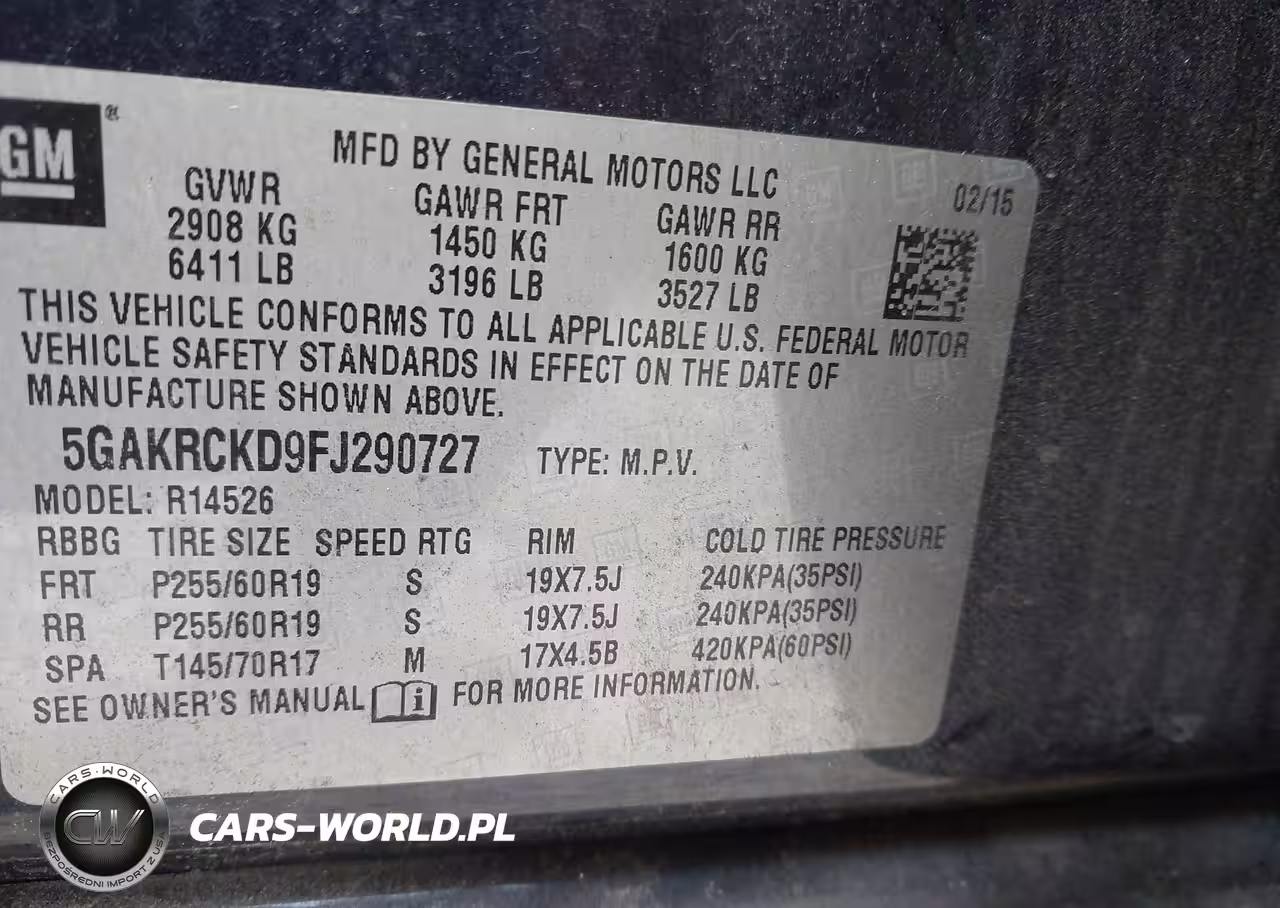 GM®
MFD BY GENERAL MOTORS LLC
02/15
GVWR GAWR FRT GAWR RR
2908 KG 1450 KG 1600 KG
6411 LB 3196 LB 3527 LB
THIS VEHICLE CONFORMS TO ALL APPLICABLE U.S. FEDERAL MOTOR
VEHICLE SAFETY STANDARDS IN EFFECT ON THE DATE OF
MANUFACTURE SHOWN ABOVE.
5GAKRCKD9FJ290727 TYPE: M.P.V.
MODEL: R14526
RBBG TIRE SIZE SPEED RTG RIM COLD TIRE PRESSURE
FRT P255/60R19 S 19X7.5J 240KPA(35PSI)
RR P255/60R19 S 19X7.5J 240KPA(35PSI)
SPA T145/70R17 M 17X4.5B 420KPA(60PSI)
SEE OWNER'S MANUAL i FOR MORE INFORMATION.
CARS-WORLD
CW
BEZPOŚREDNI IMPORT Z USA
CARS-WORLD.PL